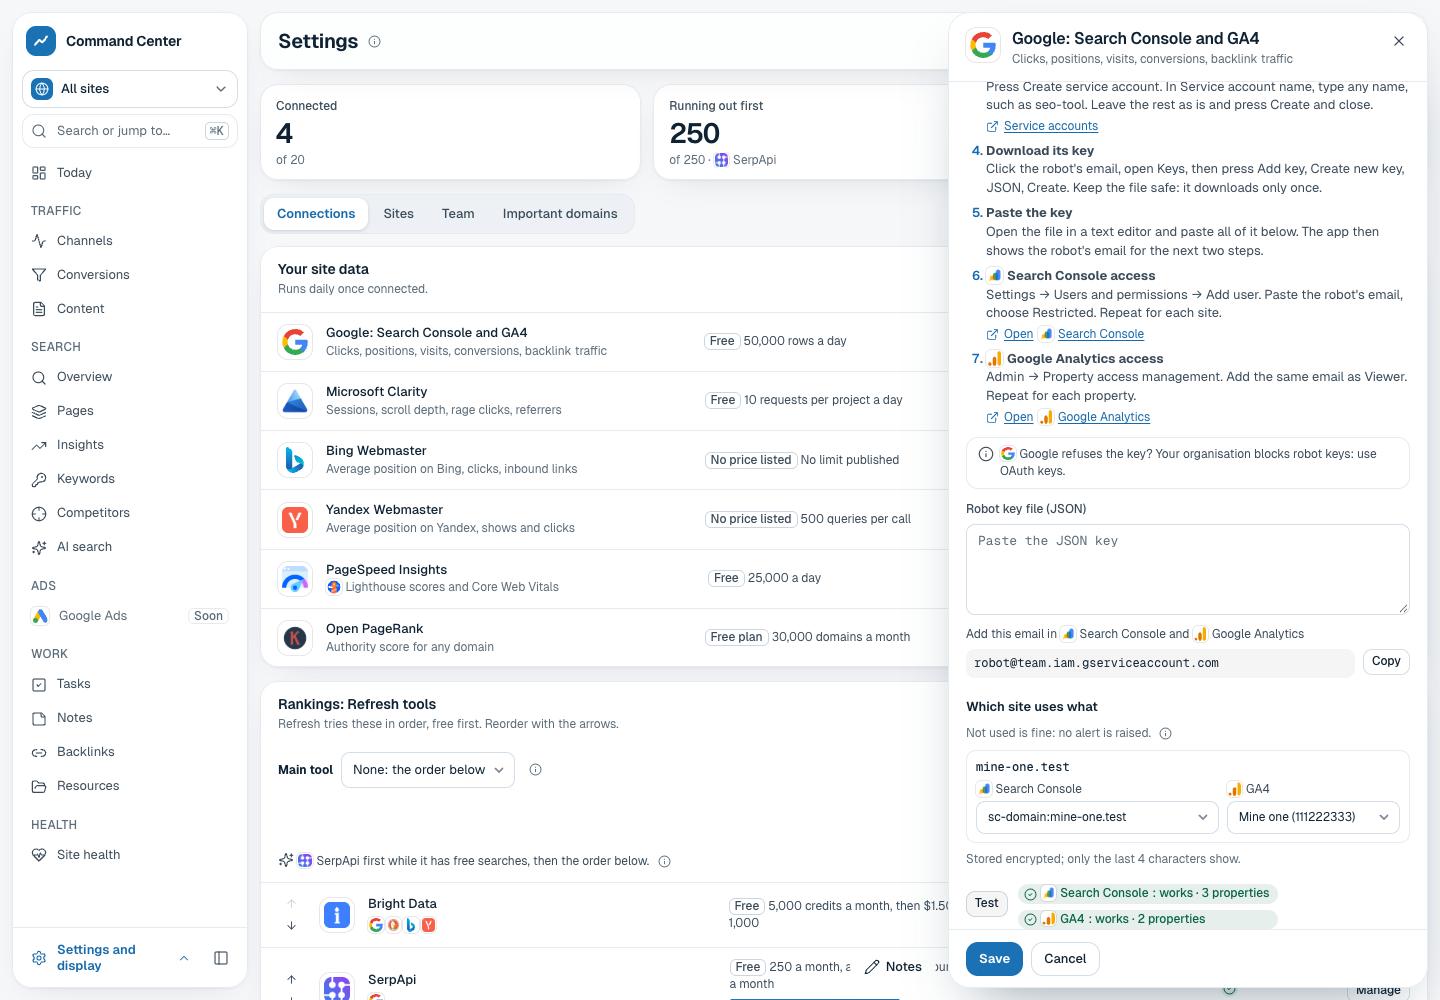 Command Center
All sites
Search or jump to...
⌘K
Today
TRAFFIC
Channels
Conversions
Content
SEARCH
Overview
Pages
Insights
Keywords
Competitors
AI search
ADS
Google Ads
Soon
WORK
Tasks
Notes
Backlinks
Resources
HEALTH
Site health
Settings and
display
Settings
Connected
4
of 20
Running out first
250
of 250 · SerpApi
Connections
Sites
Team
Important domains
Your site data
Runs daily once connected.
Google: Search Console and GA4
Clicks, positions, visits, conversions, backlink traffic
Free 50,000 rows a day
Microsoft Clarity
Sessions, scroll depth, rage clicks, referrers
Free 10 requests per project a day
Bing Webmaster
Average position on Bing, clicks, inbound links
No price listed No limit published
Yandex Webmaster
Average position on Yandex, shows and clicks
No price listed 500 queries per call
PageSpeed Insights
Lighthouse scores and Core Web Vitals
Free 25,000 a day
Open PageRank
Authority score for any domain
Free plan 30,000 domains a month
Rankings: Refresh tools
Refresh tries these in order, free first. Reorder with the arrows.
Main tool
None: the order below
SerpApi first while it has free searches, then the order below.
Bright Data
Free 5,000 credits a month, then $1.50
1,000
SerpApi
Free 250 a month,
a month
Notes
Manage
Google: Search Console and GA4
Clicks, positions, visits, conversions, backlink traffic
Press Create service account. In Service account name, type any name,
such as seo-tool. Leave the rest as is and press Create and close.
Service accounts
4. Download its key
Click the robot's email, open Keys, then press Add key, Create new key,
JSON, Create. Keep the file safe: it downloads only once.
5. Paste the key
Open the file in a text editor and paste all of it below. The app then
shows the robot's email for the next two steps.
6. Search Console access
Settings → Users and permissions → Add user. Paste the robot's email,
choose Restricted. Repeat for each site.
Open Search Console
7. Google Analytics access
Admin → Property access management. Add the same email as Viewer.
Repeat for each property.
Open Google Analytics
Google refuses the key? Your organisation blocks robot keys: use
OAuth keys.
Robot key file (JSON)
Paste the JSON key
Add this email in Search Console and Google Analytics
robot@team.iam.gserviceaccount.com
Copy
Which site uses what
Not used is fine: no alert is raised.
mine-one.test
Search Console
GA4
sc-domain:mine-one.test
Mine one (111222333)
Stored encrypted; only the last 4 characters show.
Test
Search Console : works · 3 properties
GA4 : works · 2 properties
Save
Cancel